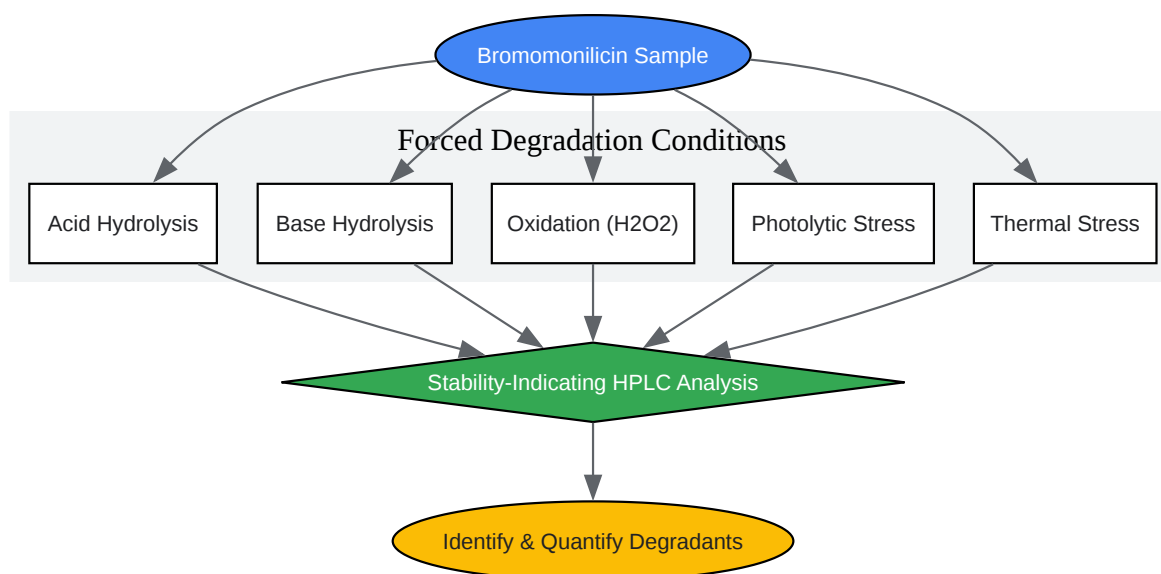 Bromomonilicin Sample
Forced Degradation Conditions
Acid Hydrolysis
Base Hydrolysis
Oxidation (H2O2)
Photolytic Stress
Thermal Stress
Stability-Indicating HPLC Analysis
Identify & Quantify Degradants